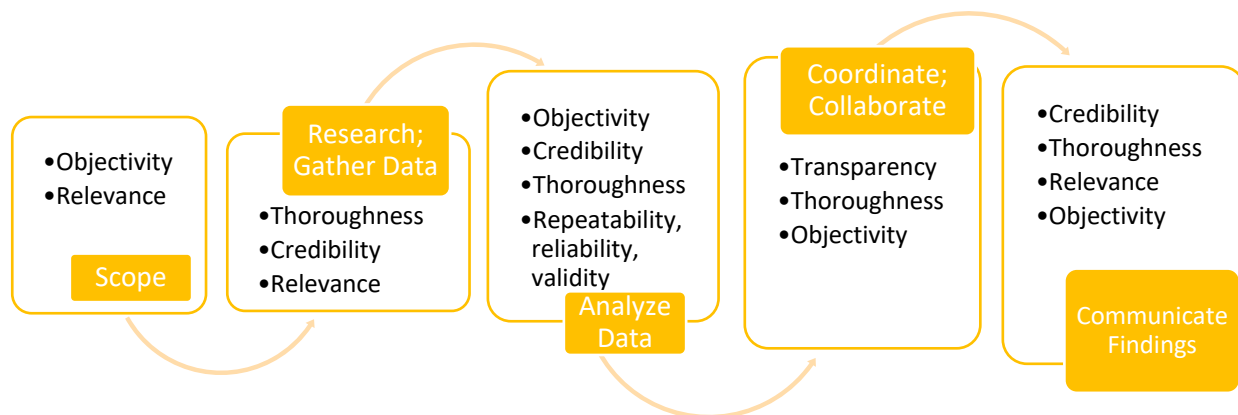 •Objectivity
•Relevance
Scope
Research;
Gather Data
•Thoroughness
•Credibility
•Relevance
•Objectivity
•Credibility
•Thoroughness
•Repeatability,
reliability,
validity
Analyze
Data
Coordinate;
Collaborate
•Transparency
•Thoroughness
•Objectivity
•Credibility
•Thoroughness
•Relevance
•Objectivity
Communicate
Findings